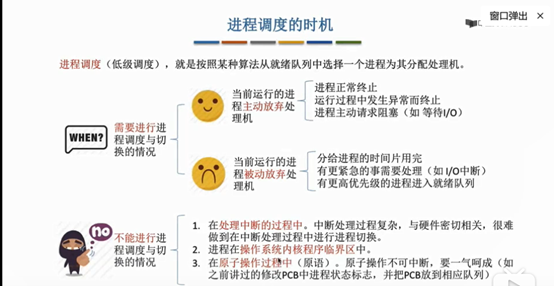 窗口弹出 ×
进程调度的时机
进程调度（低级调度），就是按照某种算法从就绪队列中选择一个进程为其分配处理机。
WHEN?
需要进行进
程调度与切
换的情况
当前运行的进
程主动放弃处
理机
进程正常终止
运行过程中发生异常而终止
进程主动请求阻塞（如 等待I/O）
当前运行的进
程被动放弃处
理机
分给进程的时间片用完
有更紧急的事需要处理（如 I/O中断）
有更高优先级的进程进入就绪队列
no
不能进行进
程调度与切
换的情况
1. 在处理中断的过程中。中断处理过程复杂，与硬件密切相关，很难
做到在中断处理过程中进行进程切换。
2. 进程在操作系统内核程序临界区中。
3. 在原子操作过程中（原语）。原子操作不可中断，要一气呵成（如
之前讲过的修改PCB中进程状态标志，并把PCB放到相应队列）